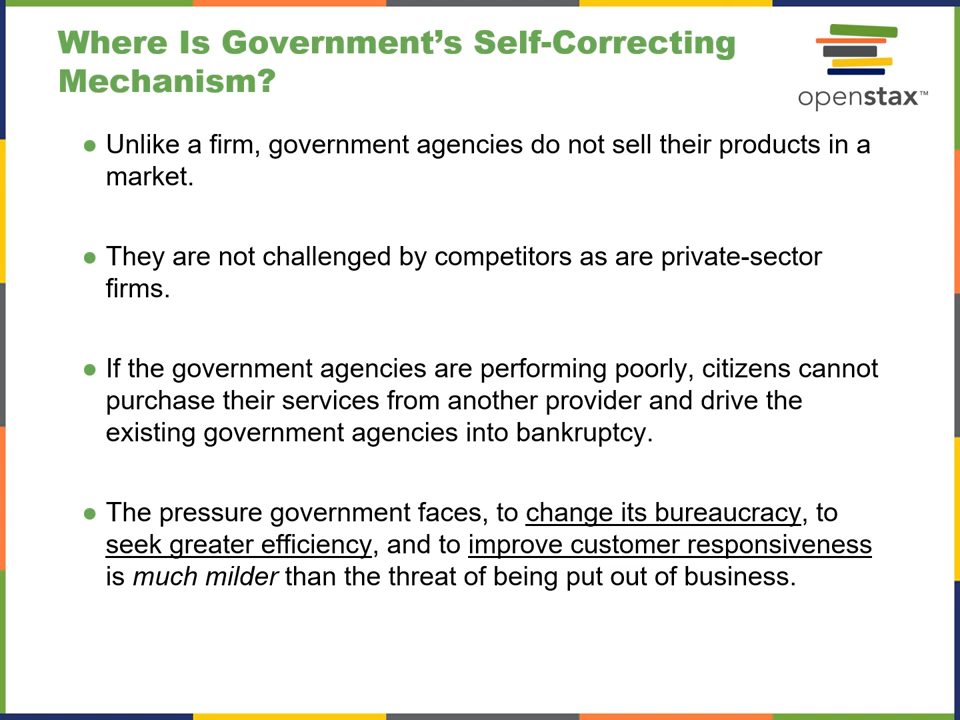 Where Is Government’s Self-Correcting
Mechanism?
openstax™
● Unlike a firm, government agencies do not sell their products in a
market.
● They are not challenged by competitors as are private-sector
firms.
● If the government agencies are performing poorly, citizens cannot
purchase their services from another provider and drive the
existing government agencies into bankruptcy.
● The pressure government faces, to change its bureaucracy, to
seek greater efficiency, and to improve customer responsiveness
is much milder than the threat of being put out of business.